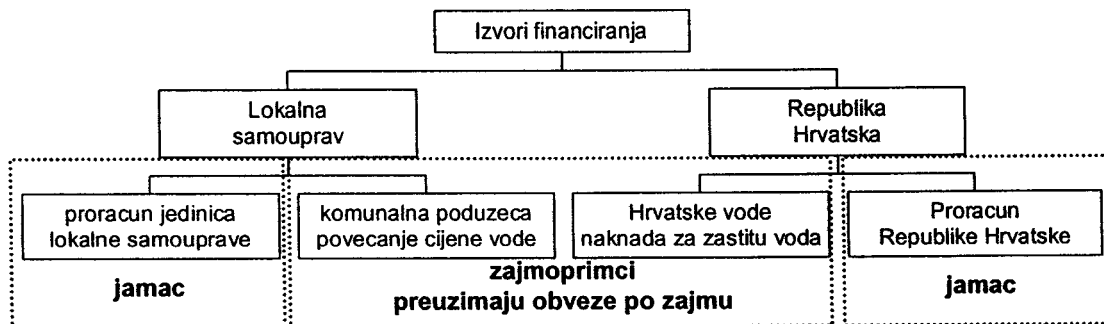 Izvori financiranja
Lokalna
samouprav
Republika
Hrvatska
proracun jedinica
lokalne samouprave
komunalna poduzeca
povecanje cijene vode
Hrvatske vode
naknada za zastitu voda
Proracun
Republike Hrvatske
jamac
zajmoprimci
preuzimaju obveze po zajmu
jamac